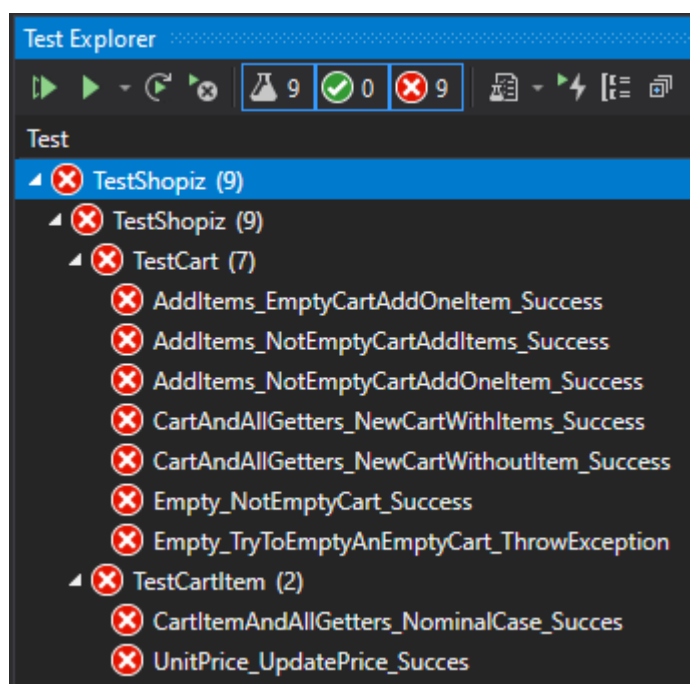 Test Explorer
9 0 9
Test
TestShopiz (9)
TestShopiz (9)
TestCart (7)
AddItems_EmptyCartAddOneItem_Success
AddItems_NotEmptyCartAddItems_Success
AddItems_NotEmptyCartAddOneItem_Success
CartAndAllGetters_NewCartWithItems_Success
CartAndAllGetters_NewCartWithoutItem_Success
Empty_NotEmptyCart_Success
Empty_TryToEmptyAnEmptyCart_ThrowException
TestCartItem (2)
CartItemAndAllGetters_NominalCase_Succes
UnitPrice_UpdatePrice_Succes